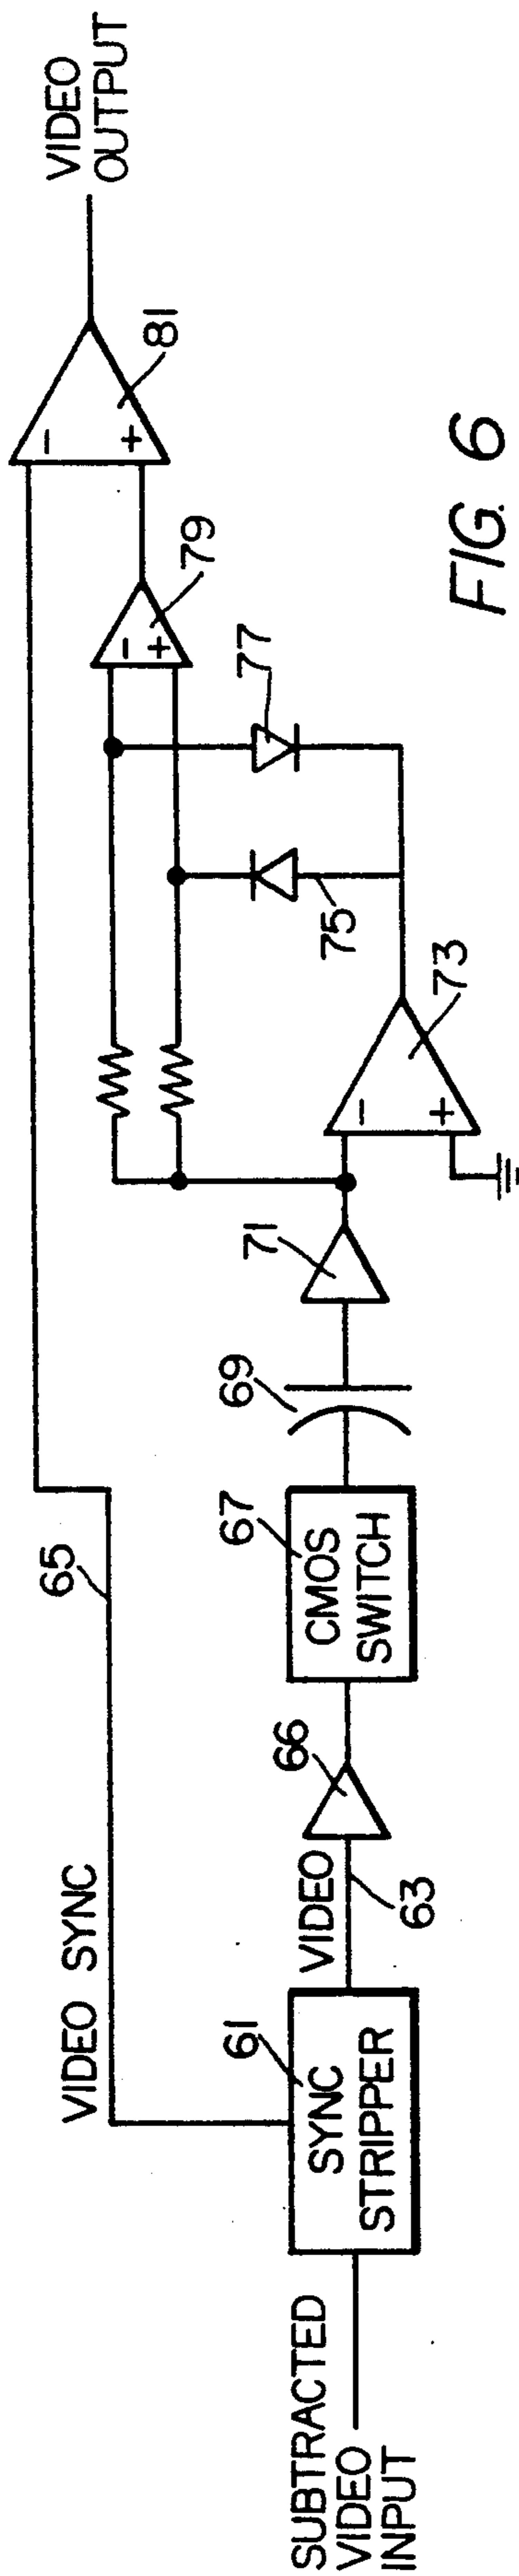 SUBTRACTED
VIDEO
INPUT
61
SYNC
STRIPPER
VIDEO SYNC
65
VIDEO
63
66
67
CMOS
SWITCH
69
71
73
-
+
75
77
79
-
+
81
-
+
VIDEO
OUTPUT
FIG. 6